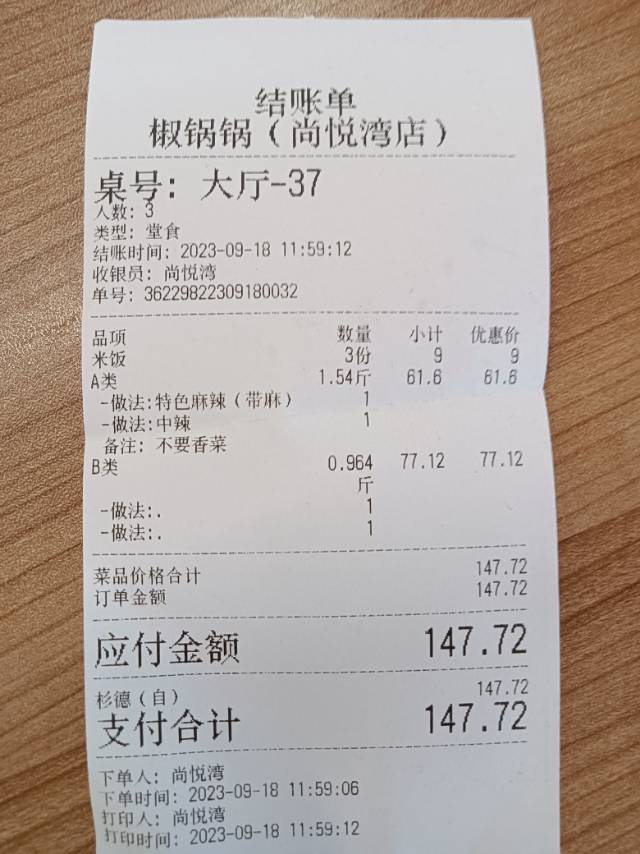 结账单
椒锅锅（尚悦湾店）
桌号: 大厅-37
人数: 3
类型: 堂食
结账时间: 2023-09-18 11:59:12
收银员: 尚悦湾
单号: 36229822309180032
品项 数量 小计 优惠价
米饭 3份 9 9
A类 1.54斤 61.6 61.6
-做法:特色麻辣（带麻） 1
-做法:中辣 1
备注: 不要香菜
B类 0.964 77.12 77.12
斤
-做法:. 1
-做法:. 1
菜品价格合计 147.72
订单金额 147.72
应付金额 147.72
杉德（自） 147.72
支付合计 147.72
下单人: 尚悦湾
下单时间: 2023-09-18 11:59:06
打印人: 尚悦湾
打印时间: 2023-09-18 11:59:12